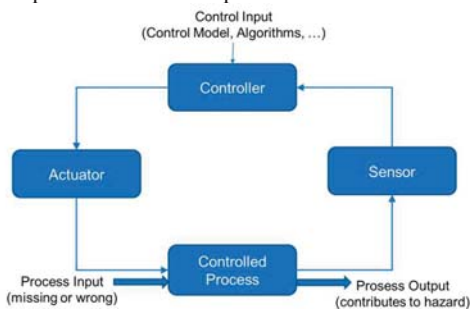 Control Input
(Control Model, Algorithms, ...)
Controller
Actuator
Sensor
Controlled
Process
Process Input
(missing or wrong)
Prosess Output
(contributes to hazard)